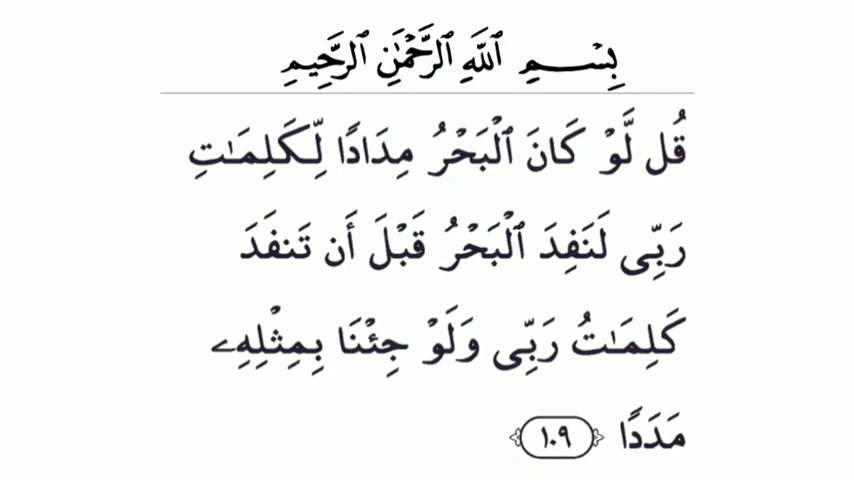 بِسْمِ ٱللَّهِ ٱلرَّحْمَٰنِ ٱلرَّحِيمِ
قُل لَّوْ كَانَ ٱلْبَحْرُ مِدَادًا لِّكَلِمَـٰتِ
رَبِّى لَنَفِدَ ٱلْبَحْرُ قَبْلَ أَن تَنفَدَ
كَلِمَـٰتُ رَبِّى وَلَوْ جِئْنَا بِمِثْلِهِۦ
مَدَدًا ١٠٩